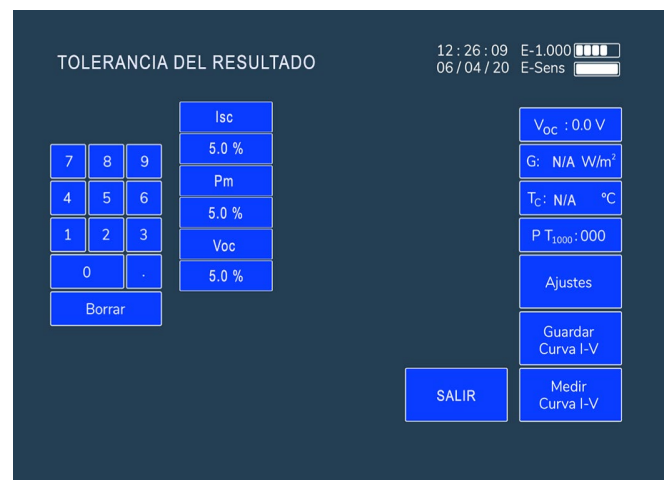 TOLERANCIA DEL RESULTADO
12 : 26 : 09 E-1.000
06 / 04 / 20 E-Sens
Isc
5.0 %
Pm
5.0 %
Voc
5.0 %
7 8 9
4 5 6
1 2 3
0 .
Borrar
V_OC : 0.0 V
G: N/A W/m²
T_C: N/A ºC
P T₁₀₀₀: 000
Ajustes
Guardar
Curva I-V
SALIR
Medir
Curva I-V